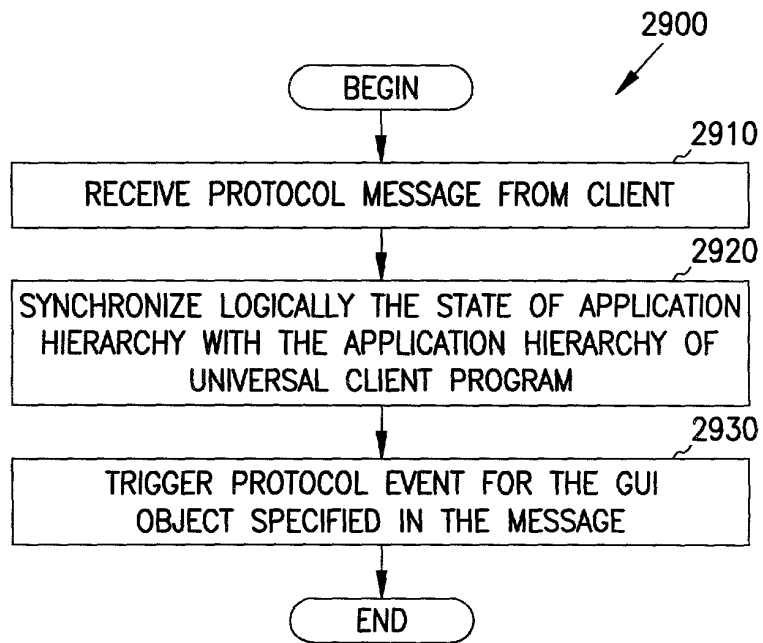 2900
BEGIN
2910
RECEIVE PROTOCOL MESSAGE FROM CLIENT
2920
SYNCHRONIZE LOGICALLY THE STATE OF APPLICATION
HIERARCHY WITH THE APPLICATION HIERARCHY OF
UNIVERSAL CLIENT PROGRAM
2930
TRIGGER PROTOCOL EVENT FOR THE GUI
OBJECT SPECIFIED IN THE MESSAGE
END